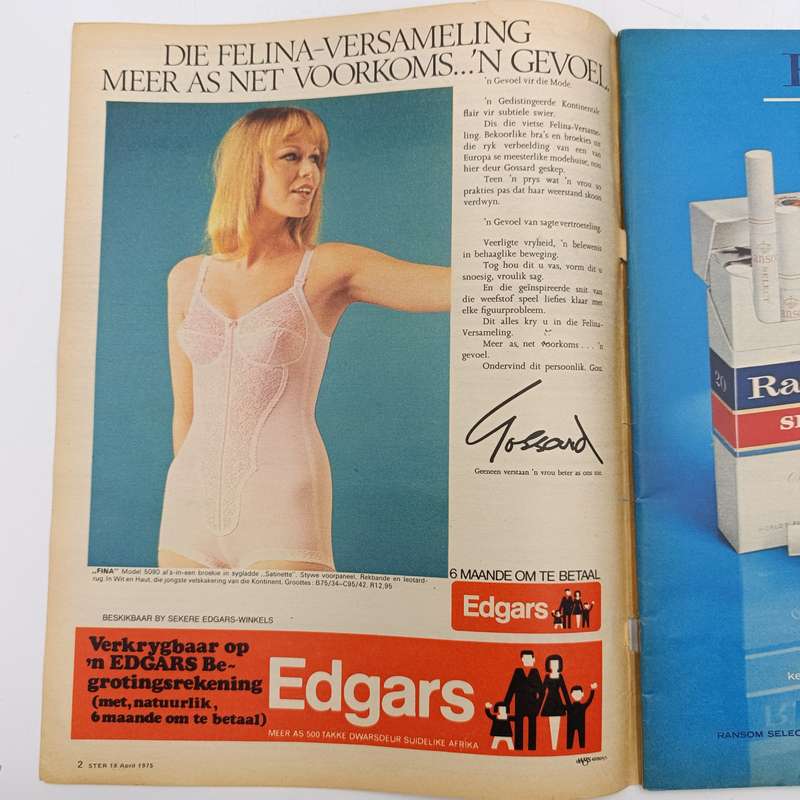 DIE FELINA-VERSAMELING
MEER AS NET VOORKOMS...'N GEVOEL.
'n Gevoel vir die Mode.
'n Gedistingeerde Kontinentale
flair vir subtiele swier.
Dis die vietse Felina-Versame-
ling. Bekoorlike bra's en broekies uit
die ryk verbeelding van een van
Europa se meesterlike modehuise, nou
hier deur Gossard geskep.
Teen 'n prys wat 'n vrou so
prakties pas dat haar weerstand skoon
verdwyn.
'n Gevoel van sagte vertroeteling.
Veerligte vryheid, 'n belewenis
in behaaglike beweging.
Tog hou dit u vas, vorm dit u
snoesig, vroulik sag.
En die geïnspireerde snit van
die weefstof speel liefies klaar met
elke figuurprobleem.
Dit alles kry u in die Felina-
Versameling.
Meer as, net voorkoms . . . 'n
gevoel.
Ondervind dit persoonlik. Gou.
Gossard
Geeneen verstaan 'n vrou beter as ons nie.
„FINA” Model 5090 al's-in-een broekie in sygladde „Satinette”. Stywe voorpaneel, Rekbande en leotard-
rug. In Wit en Haut, die jongste velskakering van die Kontinent. Groottes: B75/34–C95/42. R12,95
6 MAANDE OM TE BETAAL
Edgars
BESKIKBAAR BY SEKERE EDGARS-WINKELS
Verkrygbaar op
'n EDGARS Be-
grotingsrekening
(met, natuurlik,
6 maande om te betaal)
Edgars
MEER AS 500 TAKKE DWARSDEUR SUIDELIKE AFRIKA
2 STER 18 April 1975
SELECT
20
Ra
RANSOM SELEC